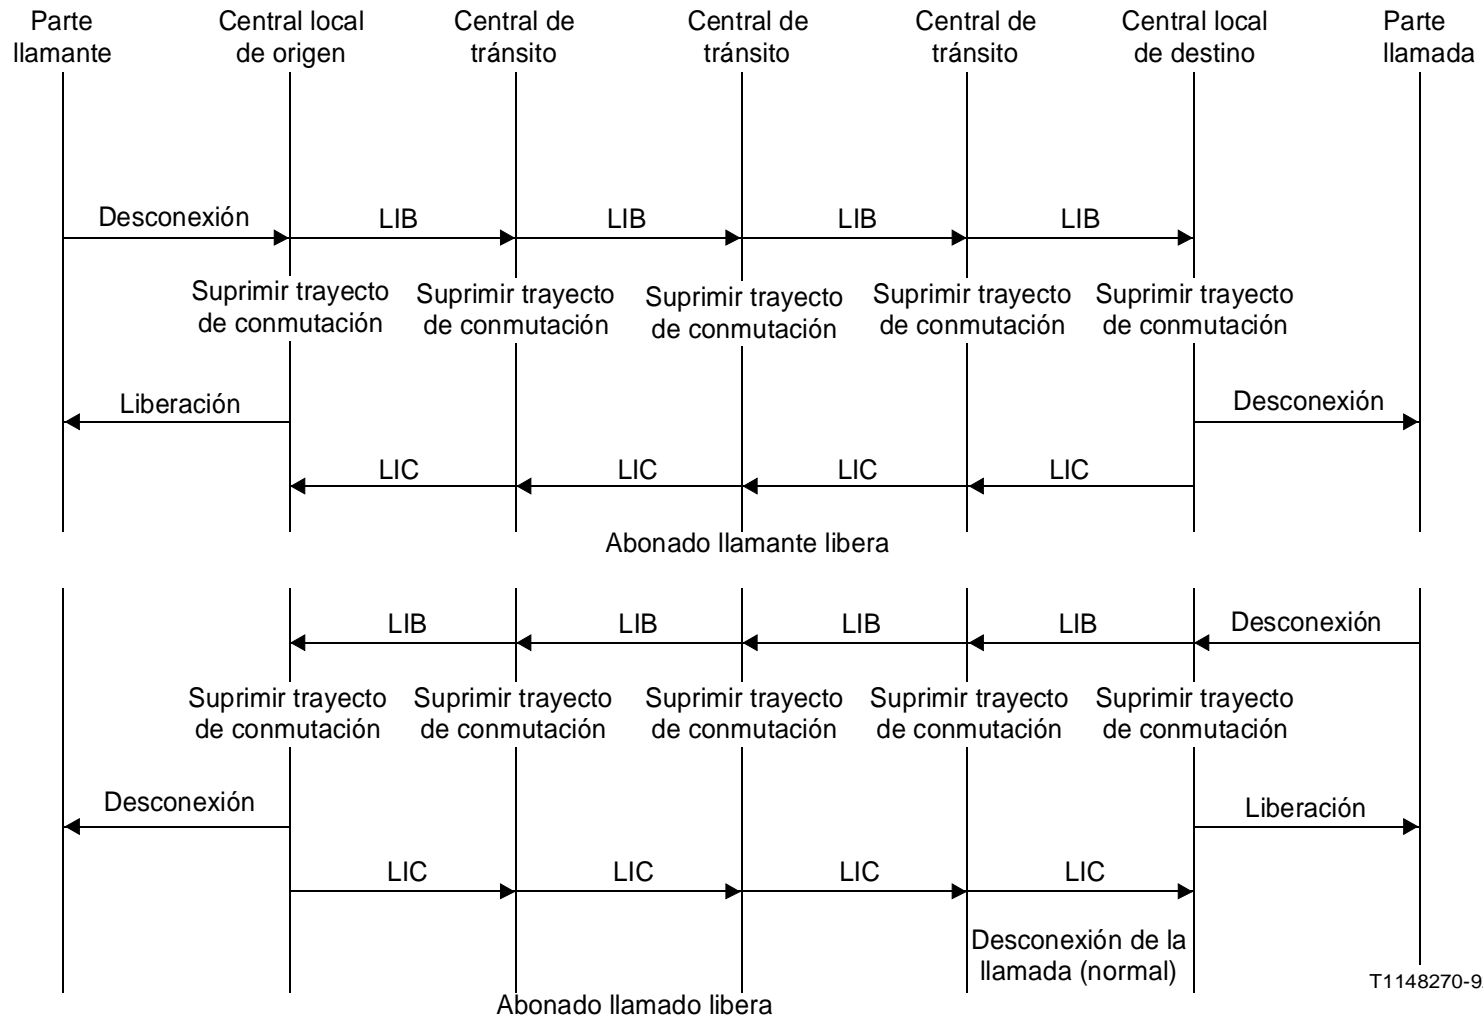 Parte
llamante
Central local
de origen
Central de
tránsito
Central de
tránsito
Central de
tránsito
Central local
de destino
Parte
llamada
Desconexión
LIB
LIB
LIB
LIB
Suprimir trayecto
de conmutación
Suprimir trayecto
de conmutación
Suprimir trayecto
de conmutación
Suprimir trayecto
de conmutación
Suprimir trayecto
de conmutación
Liberación
Desconexión
LIC
LIC
LIC
LIC
Abonado llamante libera
LIB
LIB
LIB
LIB
Desconexión
Suprimir trayecto
de conmutación
Suprimir trayecto
de conmutación
Suprimir trayecto
de conmutación
Suprimir trayecto
de conmutación
Suprimir trayecto
de conmutación
Desconexión
Liberación
LIC
LIC
LIC
LIC
Desconexión de la
llamada (normal)
T1148270-9
Abonado llamado libera